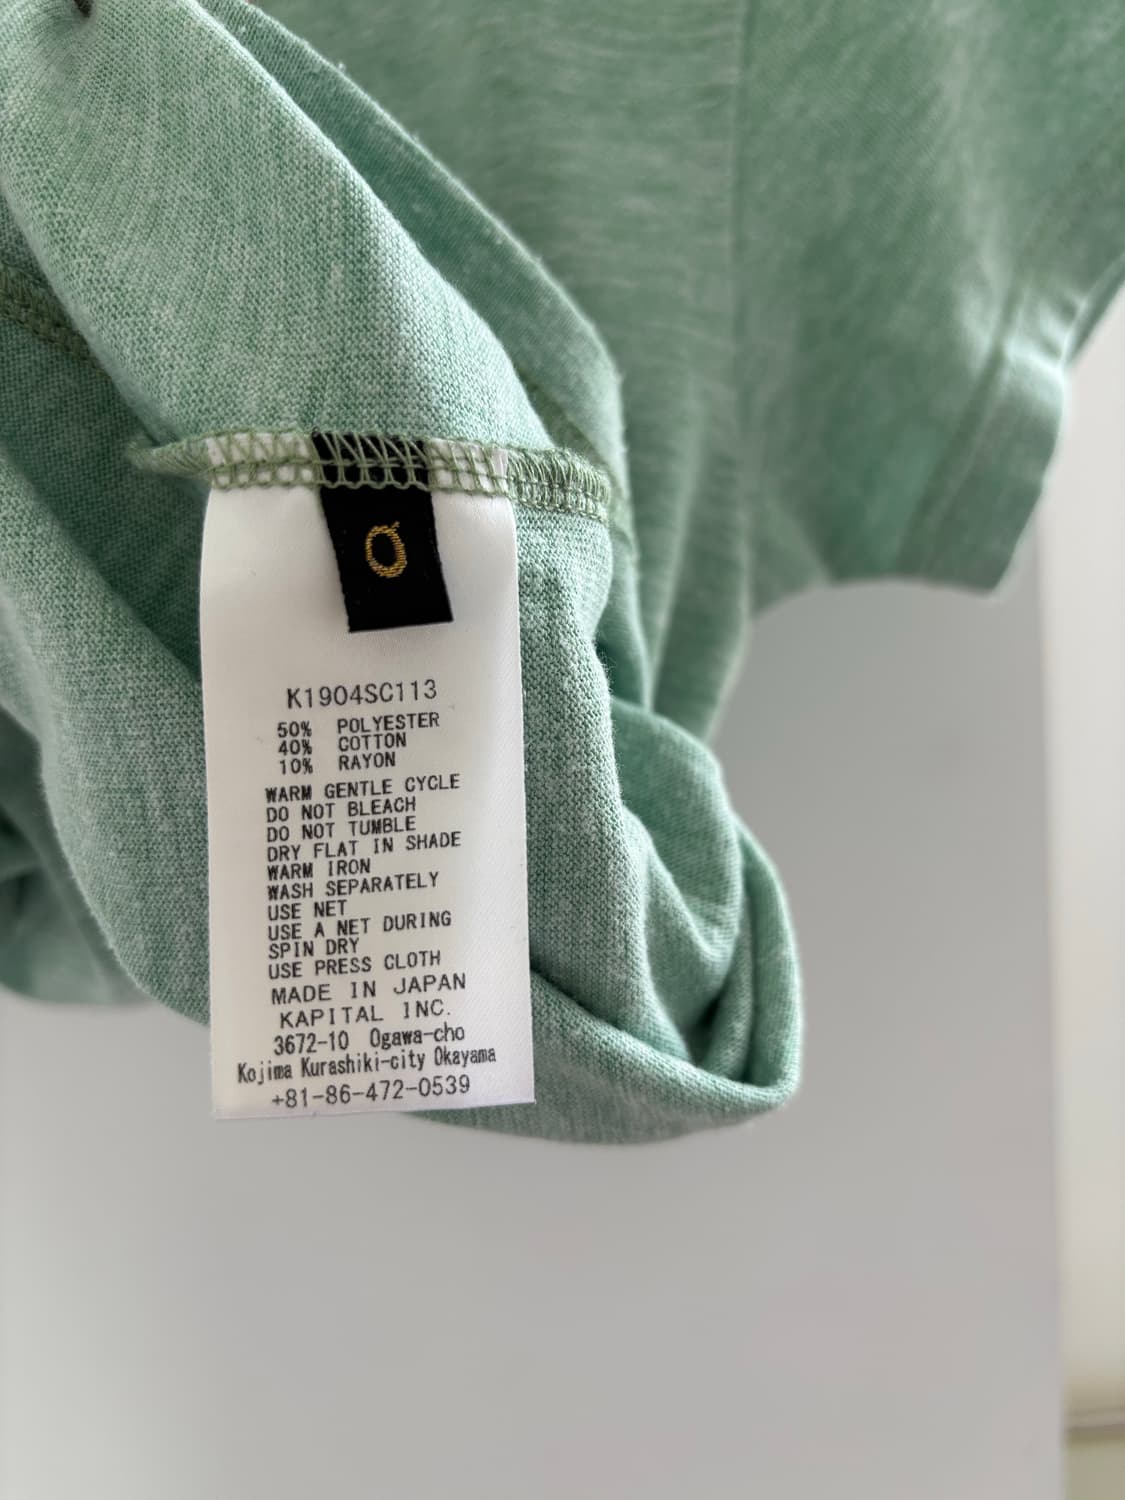 0
K1904SC113
50% POLYESTER
40% COTTON
10% RAYON
WARM GENTLE CYCLE
DO NOT BLEACH
DO NOT TUMBLE
DRY FLAT IN SHADE
WARM IRON
WASH SEPARATELY
USE NET
USE A NET DURING
SPIN DRY
USE PRESS CLOTH
MADE IN JAPAN
KAPITAL INC.
3672-10 Ogawa-cho
Kojima Kurashiki-city Okayama
+81-86-472-0539